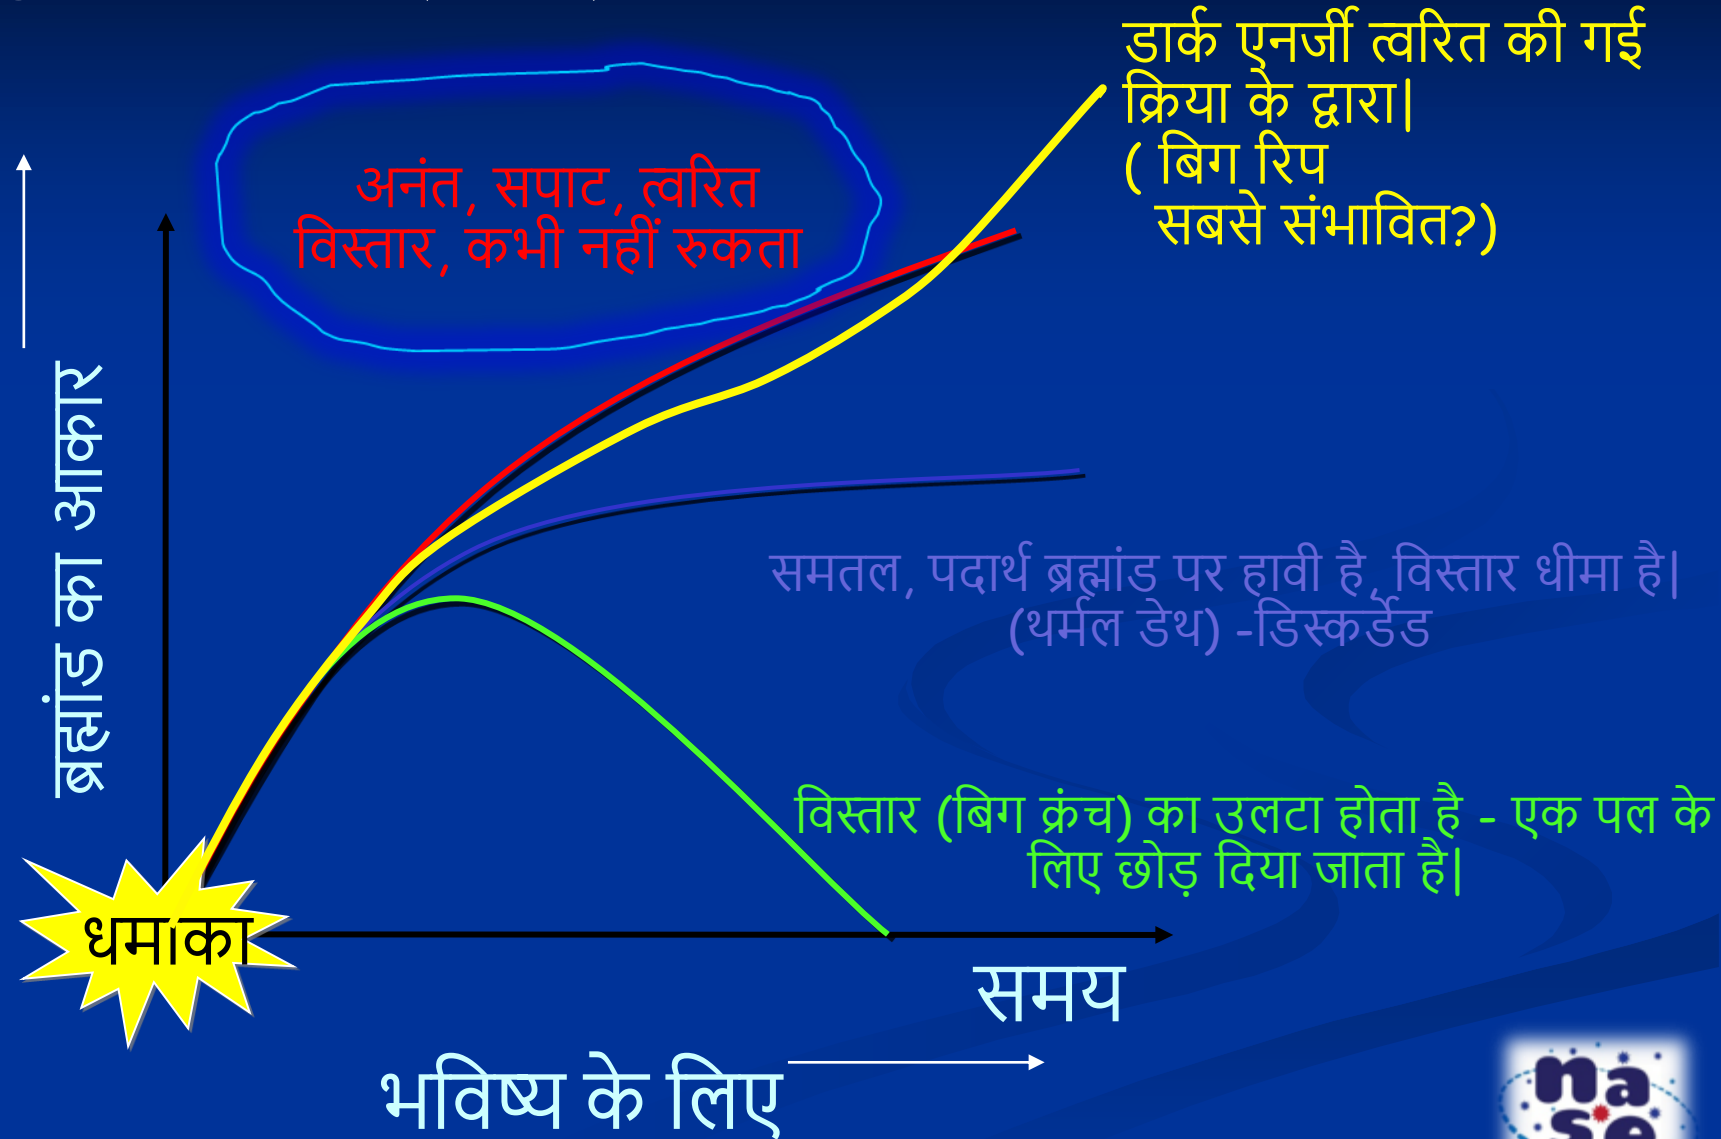 डार्क एनर्जी त्वरित की गई
क्रिया के द्वारा|
( बिग रिप
सबसे संभावित?)
अनंत, सपाट, त्वरित
विस्तार, कभी नहीं रुकता
ब्रह्मांड का आकार
समतल, पदार्थ ब्रह्मांड पर हावी है, विस्तार धीमा है|
(थर्मल डेथ) -डिस्कर्डेड
विस्तार (बिग क्रंच) का उलटा होता है - एक पल के
लिए छोड़ दिया जाता है|
धमाका
समय
भविष्य के लिए
nase